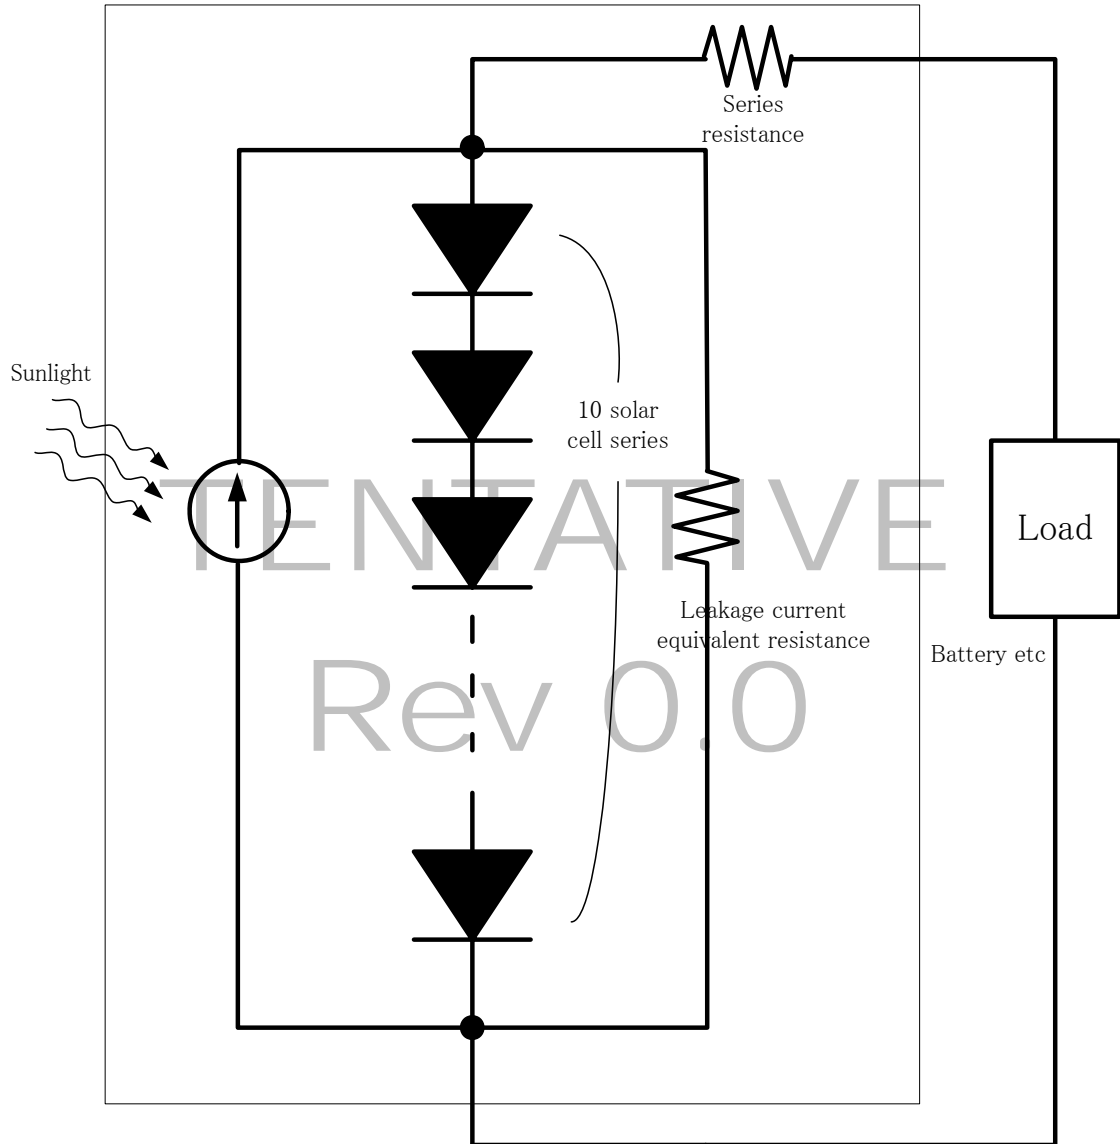 Series
resistance
Sunlight
10 solar
cell series
TENTATIVE
Load
Leakage current
equivalent resistance
Battery etc
Rev 0.0